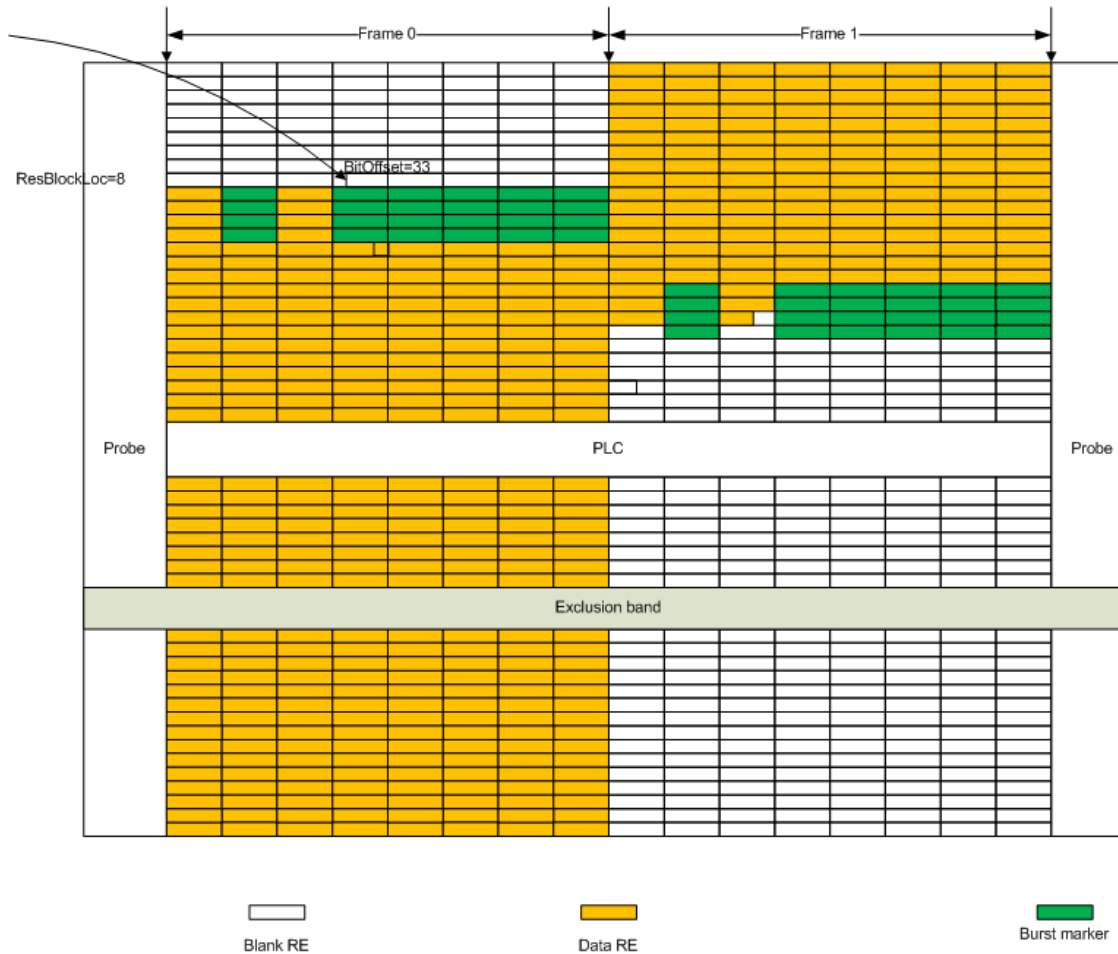 Frame 0
Frame 1
BitOffset=33
ResBlockLoc=8
Probe
PLC
Probe
Exclusion band
Blank RE
Data RE
Burst marker